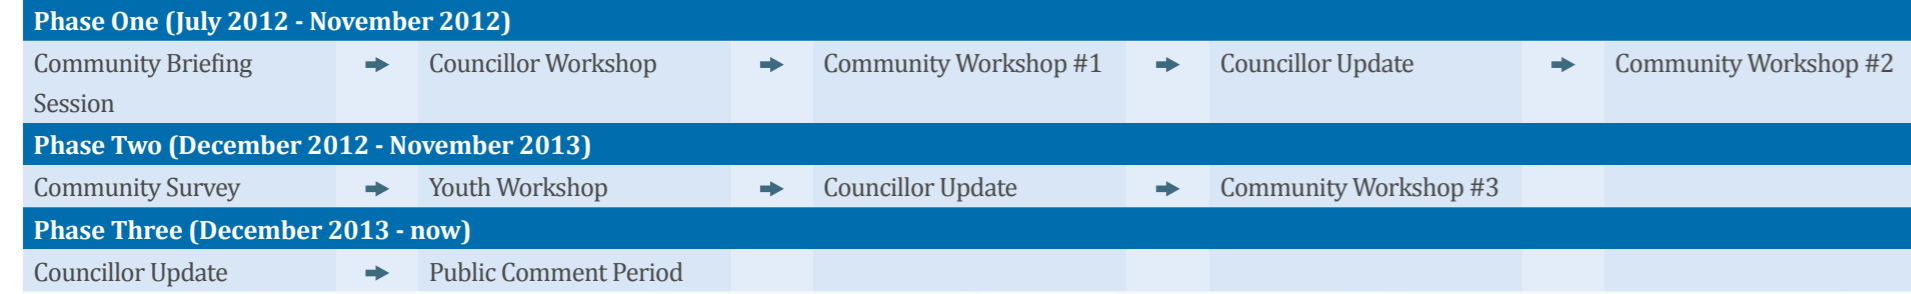 Phase One (July 2012 - November 2012)
Community Briefing Session ➨ Councillor Workshop ➨ Community Workshop #1 ➨ Councillor Update ➨ Community Workshop #2
Phase Two (December 2012 - November 2013)
Community Survey ➨ Youth Workshop ➨ Councillor Update ➨ Community Workshop #3
Phase Three (December 2013 - now)
Councillor Update ➨ Public Comment Period